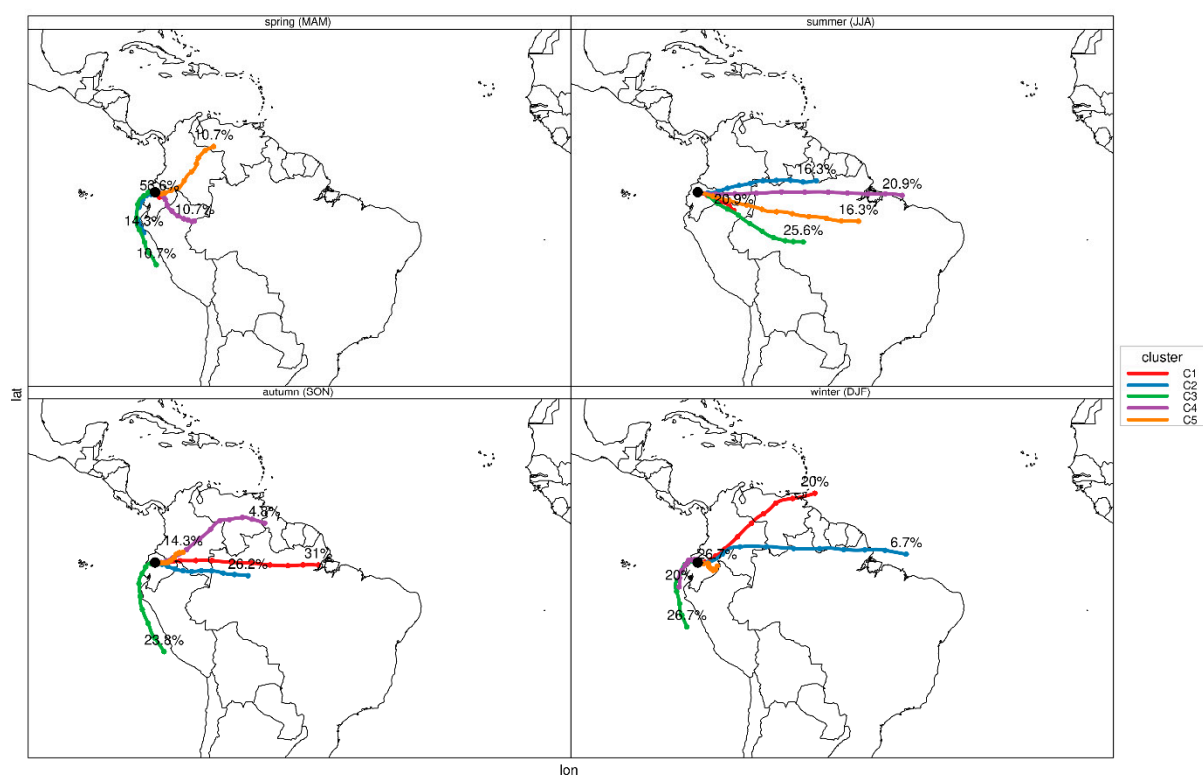 spring (MAM)
summer (JJA)
10.7%
10.7%
14.3%
10.7%
16.3%
20.9%
20.9%
16.3%
25.6%
cluster
C1
C2
C3
C4
C5
lat
autumn (SON)
winter (DJF)
4.8%
14.3%
31%
26.2%
23.8%
20%
6.7%
26.7%
20%
26.7%
lon